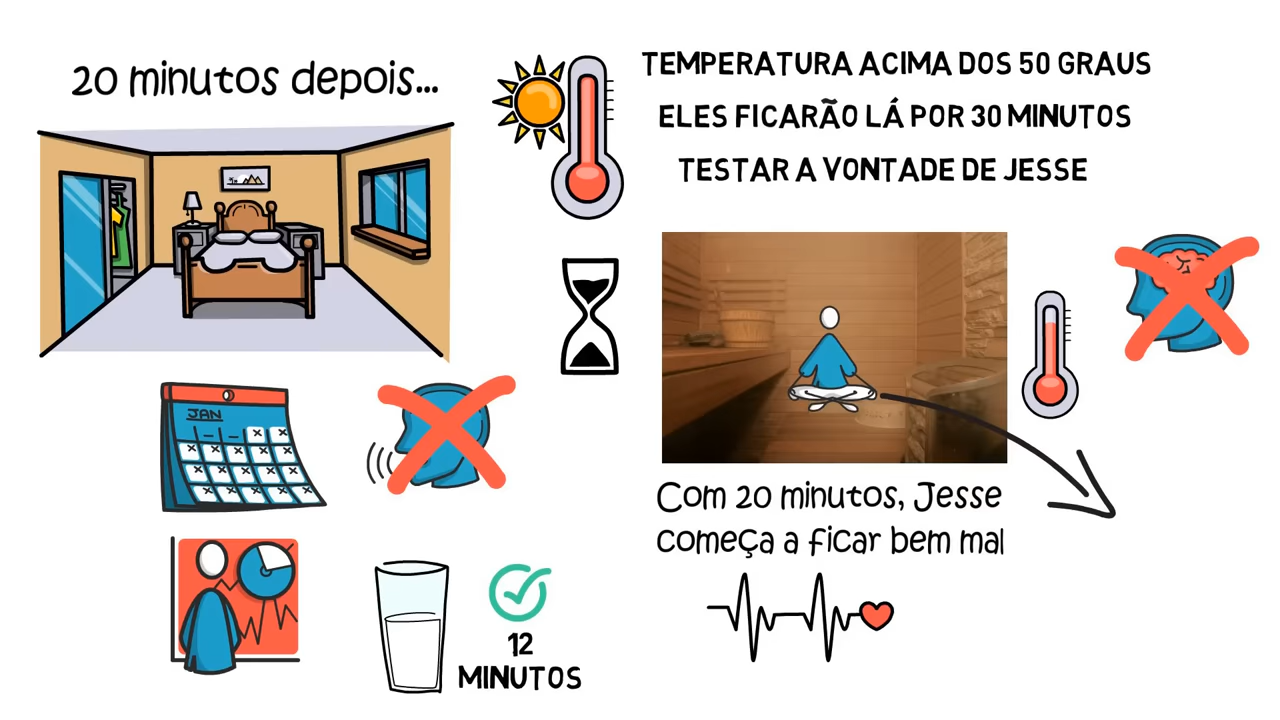 20 minutos depois...
TEMPERATURA ACIMA DOS 50 GRAUS
ELES FICARÃO LÁ POR 30 MINUTOS
TESTAR A VONTADE DE JESSE
JAN
Com 20 minutos, Jesse
começa a ficar bem mal
12
MINUTOS